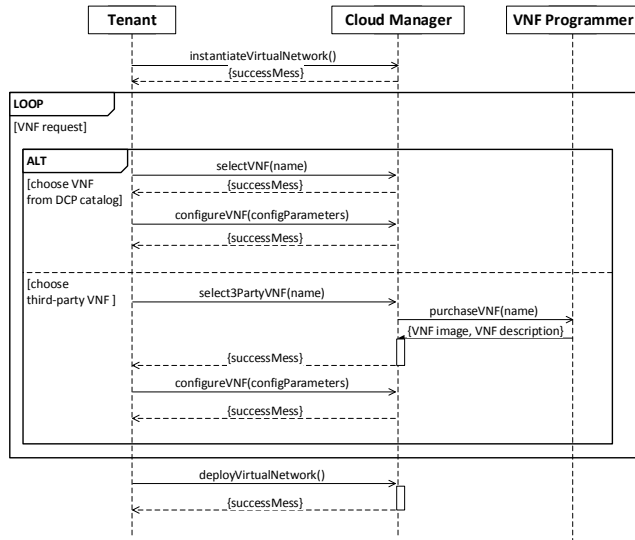 Tenant
Cloud Manager
VNF Programmer
instantiateVirtualNetwork()
{successMess}
LOOP
[VNF request]
ALT
[choose VNF
from DCP catalog]
selectVNF(name)
{successMess}
configureVNF(configParameters)
{successMess}
[choose
third-party VNF ]
select3PartyVNF(name)
purchaseVNF(name)
{VNF image, VNF description}
{successMess}
configureVNF(configParameters)
{successMess}
deployVirtualNetwork()
{successMess}